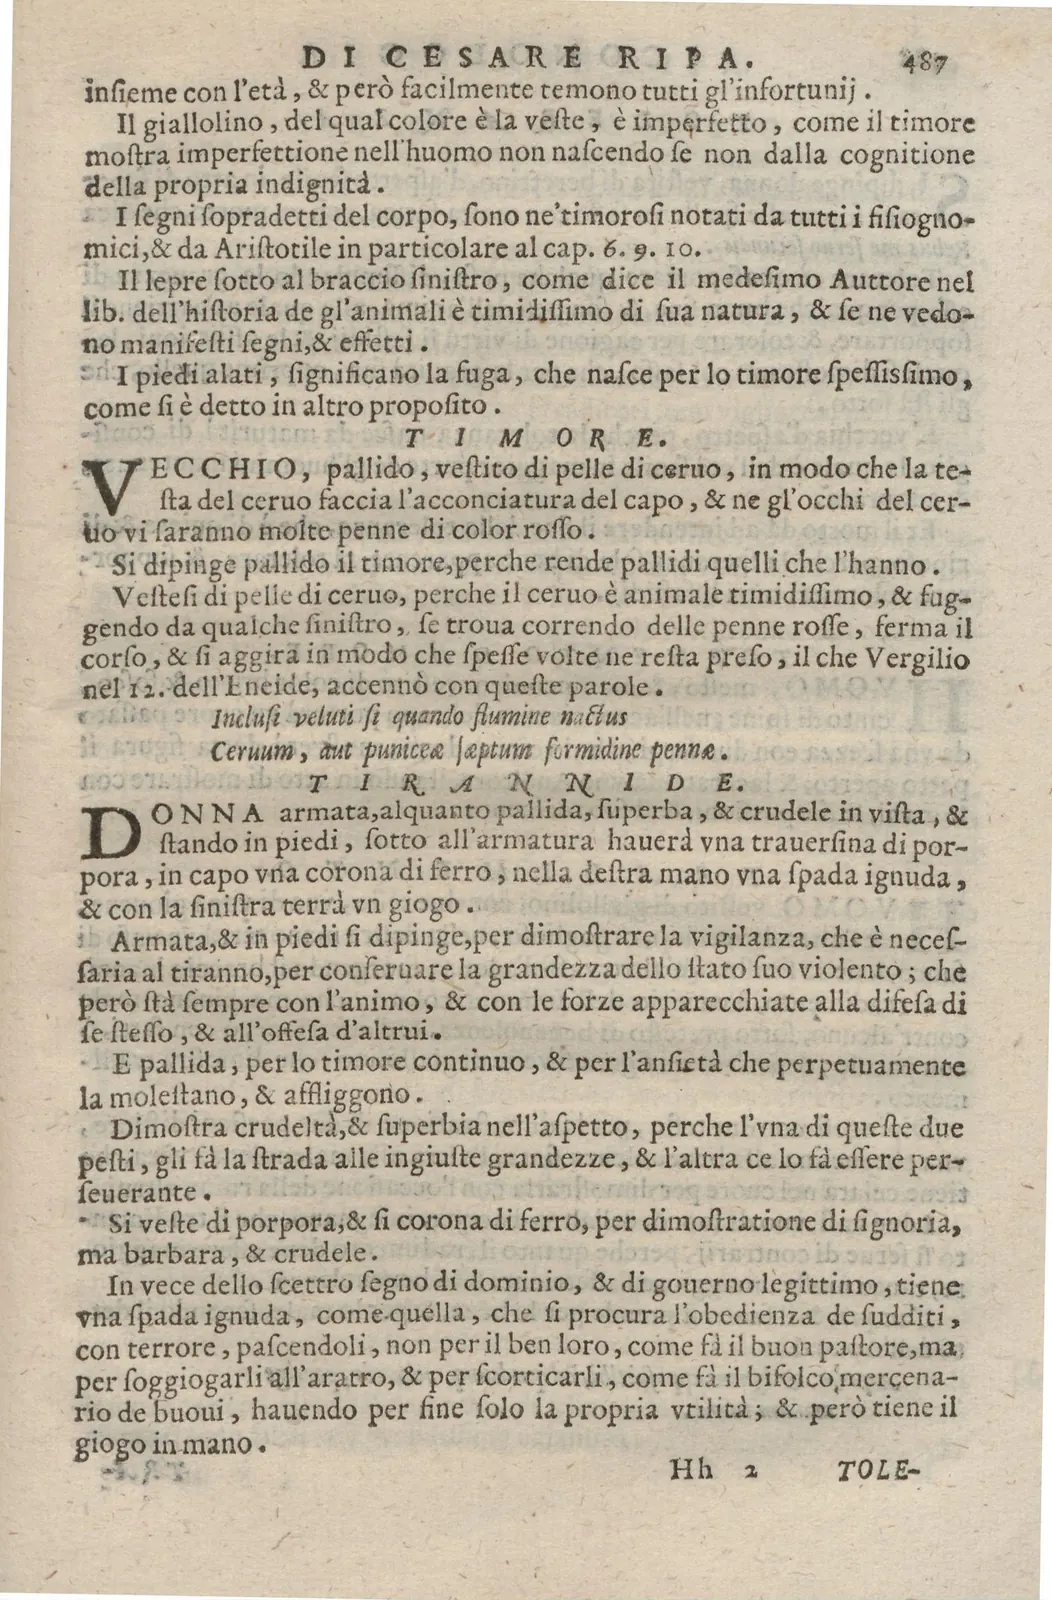 DI CESARE RIPA. 487
inſieme con l'età, & però facilmente temono tutti gl'infortunij.
Il giallolino, del qual colore è la veſte, è imperfetto, come il timore
moſtra imperfettione nell'huomo non naſcendo ſe non dalla cognitione
della propria indignità.
I ſegni ſopradetti del corpo, ſono ne'timoroſi notati da tutti i fiſiogno-
mici,& da Ariſtotile in particolare al cap. 6. 9. 10.
Il lepre ſotto al braccio ſiniſtro, come dice il medeſimo Auttore nel
lib. dell'hiſtoria de gl'animali è timidiſſimo di ſua natura, & ſe ne vedo-
no manifeſti ſegni,& effetti.
I piedi alati, ſignificano la fuga, che naſce per lo timore ſpeſſisſimo,
come ſi è detto in altro propoſito.
TIMORE.
VECCHIO, pallido, veſtito di pelle di ceruo, in modo che la te-
ſta del ceruo faccia l'acconciatura del capo, & ne gl'occhi del cer-
uo vi ſaranno molte penne di color roſſo.
Si dipinge pallido il timore,perche rende pallidi quelli che l'hanno.
Veſteſi di pelle di ceruo, perche il ceruo è animale timidiſſimo, & fug-
gendo da qualche ſiniſtro, ſe troua correndo delle penne roſſe, ferma il
corſo, & ſi aggira in modo che ſpeſſe volte ne reſta preſo, il che Vergilio
nel 12. dell'Eneide, accennò con queſte parole.
Incluſi veluti ſi quando flumine nactus
Ceruum, aut puniceæ ſæptum formidine pennæ.
TIRANNIDE.
DONNA armata,alquanto pallida, ſuperba, & crudele in viſta, &
ſtando in piedi, ſotto all'armatura hauerà vna trauerſina di por-
pora, in capo vna corona di ferro, nella deſtra mano vna ſpada ignuda,
& con la ſiniſtra terrà vn giogo.
Armata,& in piedi ſi dipinge,per dimoſtrare la vigilanza, che è neceſ-
ſaria al tiranno,per conſeruare la grandezza dello ſtato ſuo violento; che
però ſtà ſempre con l'animo, & con le forze apparecchiate alla difeſa di
ſe ſteſſo, & all'offeſa d'altrui.
E pallida, per lo timore continuo, & per l'anſietà che perpetuamente
la moleſtano, & affliggono.
Dimoſtra crudeltà,& ſuperbia nell'aſpetto, perche l'vna di queſte due
peſti, gli fà la ſtrada alle ingiuſte grandezze, & l'altra ce lo fà eſſere per-
ſeuerante.
Si veſte di porpora,& ſi corona di ferro, per dimoſtratione di ſignoria,
ma barbara, & crudele.
In vece dello ſcettro ſegno di dominio, & di gouerno legittimo, tiene
vna ſpada ignuda, come quella, che ſi procura l'obedienza de ſudditi,
con terrore, paſcendoli, non per il ben loro, come fà il buon paſtore,ma
per ſoggiogarli all'aratro, & per ſcorticarli, come fà il bifolco mercena-
rio de buoui, hauendo per fine ſolo la propria vtilità; & però tiene il
giogo in mano.
Hh 2 TOLE-